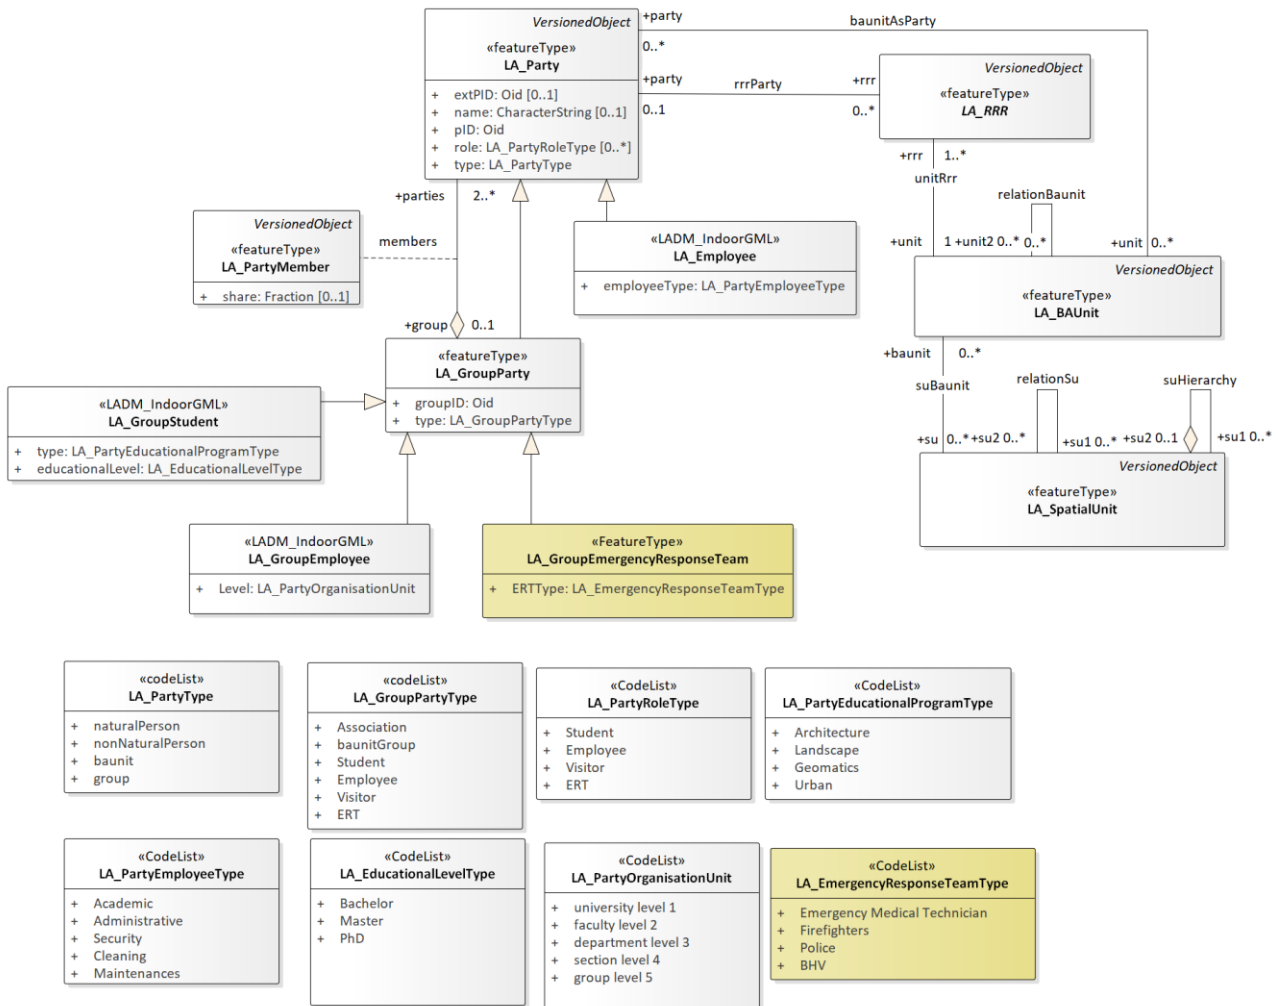 VersionedObject
«featureType»
LA_Party
+ extPID: Oid [0..1]
+ name: CharacterString [0..1]
+ pID: Oid
+ role: LA_PartyRoleType [0..*]
+ type: LA_PartyType
+party
0..*
baunitAsParty
+party
0..1
rrrParty
+rrr
0..*
VersionedObject
«featureType»
LA_RRR
+rrr 1..*
unitRrr
relationBaunit
+unit 1 +unit2 0..* 0..*
+unit 0..*
+parties 2..*
members
VersionedObject
«featureType»
LA_PartyMember
+ share: Fraction [0..1]
«LADM_IndoorGML»
LA_Employee
+ employeeType: LA_PartyEmployeeType
VersionedObject
«featureType»
LA_BAUnit
+group 0..1
«featureType»
LA_GroupParty
+ groupID: Oid
+ type: LA_GroupPartyType
+baunit 0..*
suBaunit
relationSu
suHierarchy
+su 0..* +su2 0..*
+su1 0..*
+su2 0..1
+su1 0..*
«LADM_IndoorGML»
LA_GroupStudent
+ type: LA_PartyEducationalProgramType
+ educationalLevel: LA_EducationalLevelType
VersionedObject
«featureType»
LA_SpatialUnit
«LADM_IndoorGML»
LA_GroupEmployee
+ Level: LA_PartyOrganisationUnit
«FeatureType»
LA_GroupEmergencyResponseTeam
+ ERTType: LA_EmergencyResponseTeamType
«codeList»
LA_PartyType
+ naturalPerson
+ nonNaturalPerson
+ baunit
+ group
«codeList»
LA_GroupPartyType
+ Association
+ baunitGroup
+ Student
+ Employee
+ Visitor
+ ERT
«CodeList»
LA_PartyRoleType
+ Student
+ Employee
+ Visitor
+ ERT
«CodeList»
LA_PartyEducationalProgramType
+ Architecture
+ Landscape
+ Geomatics
+ Urban
«CodeList»
LA_PartyEmployeeType
+ Academic
+ Administrative
+ Security
+ Cleaning
+ Maintenances
«CodeList»
LA_EducationalLevelType
+ Bachelor
+ Master
+ PhD
«CodeList»
LA_PartyOrganisationUnit
+ university level 1
+ faculty level 2
+ department level 3
+ section level 4
+ group level 5
«CodeList»
LA_EmergencyResponseTeamType
+ Emergency Medical Technician
+ Firefighters
+ Police
+ BHV